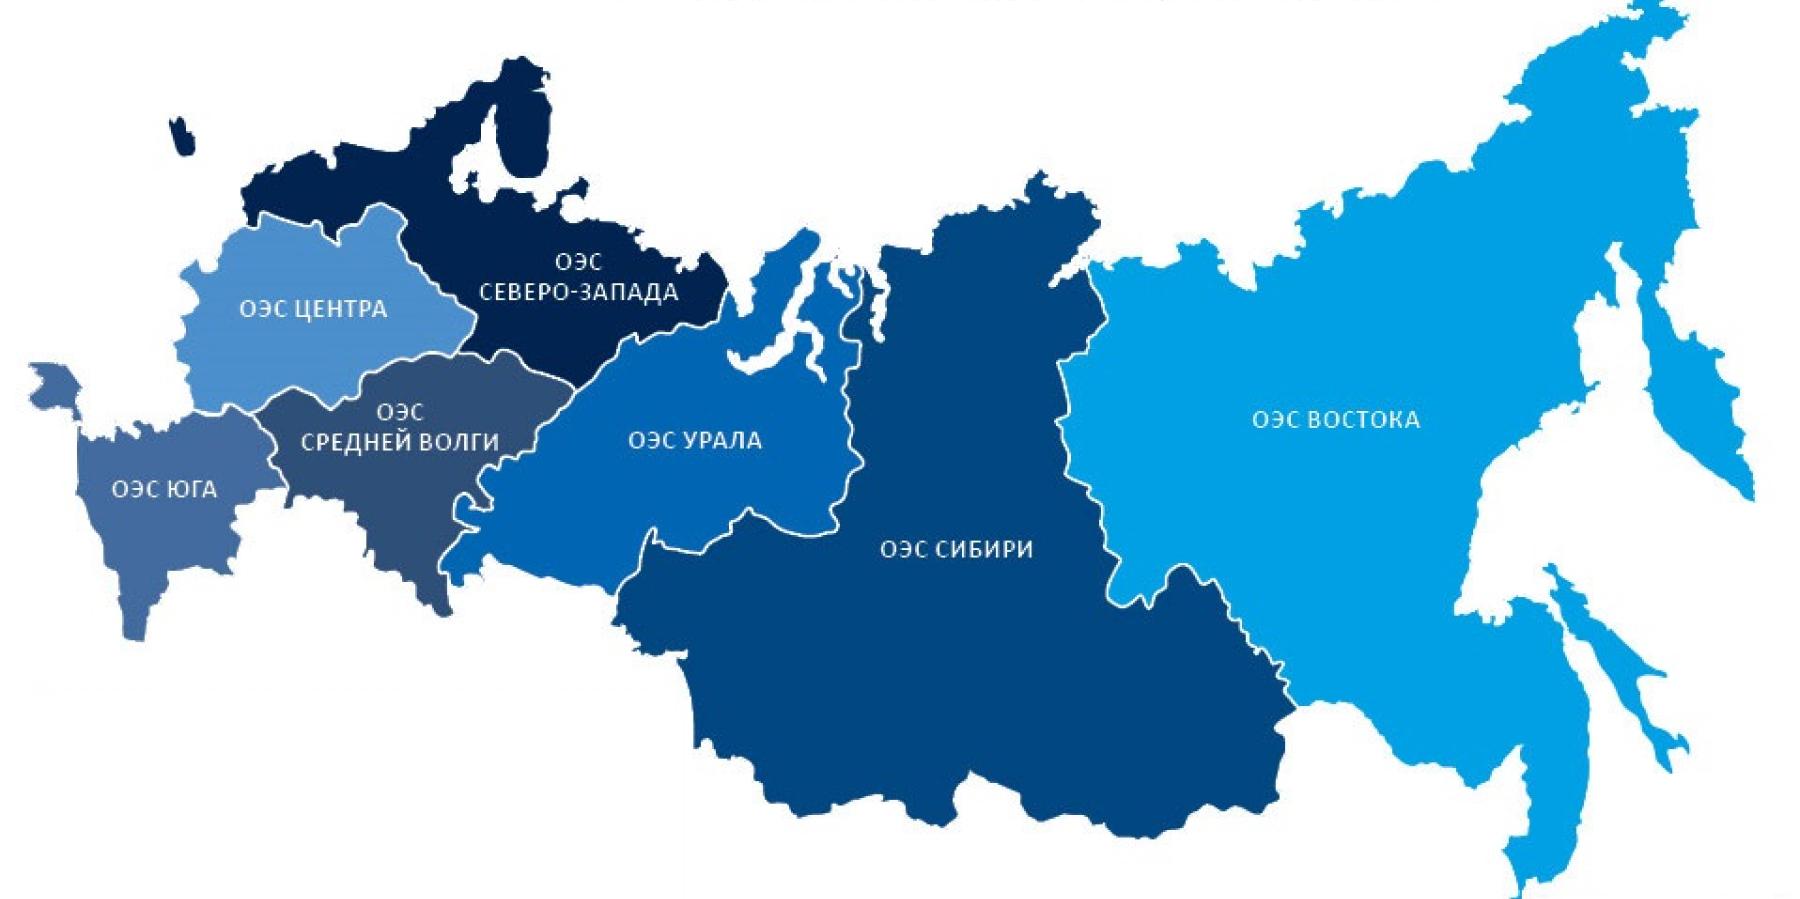 ОЭС
СЕВЕРО-ЗАПАДА
ОЭС ЦЕНТРА
ОЭС
СРЕДНЕЙ ВОЛГИ
ОЭС УРАЛА
ОЭС ВОСТОКА
ОЭС ЮГА
ОЭС СИБИРИ